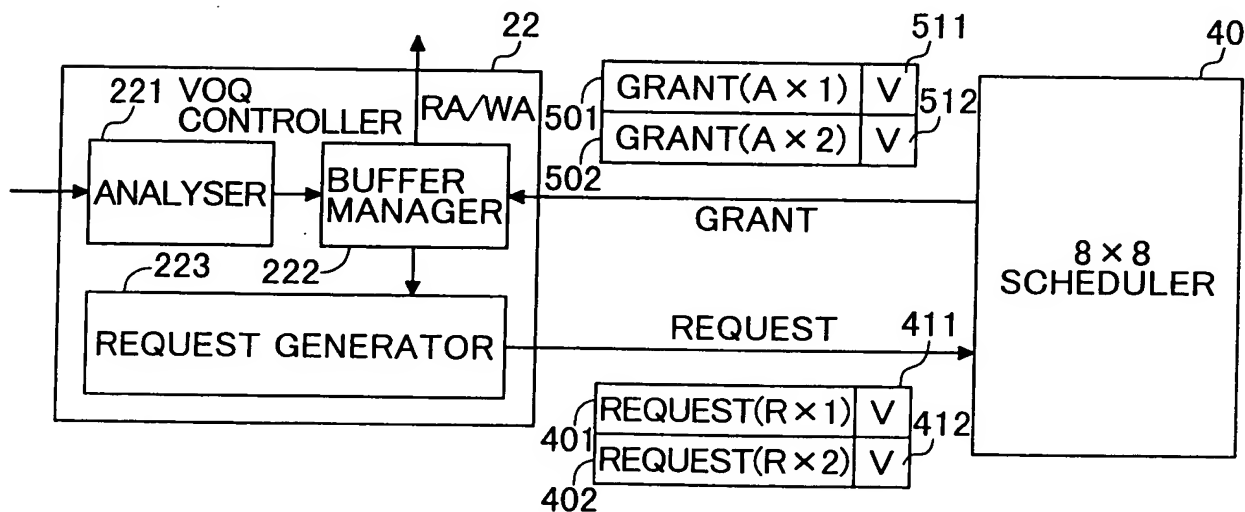 22
511
40
221
VOQ
CONTROLLER
RA/WA
501
GRANT(A×1) V
512
GRANT(A×2) V
502
ANALYSER
BUFFER
MANAGER
GRANT
8×8
SCHEDULER
223
222
REQUEST GENERATOR
REQUEST
411
REQUEST(R×1) V
401
412
REQUEST(R×2) V
402